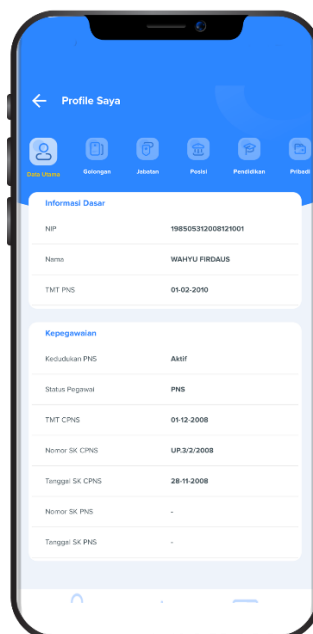 Profile Saya
Data Utama Golongan Jabatan Posisi Pendidikan Pribadi
Informasi Dasar
NIP 198505312008121001
Nama WAHYU FIRDAUS
TMT PNS 01-02-2010
Kepegawaian
Kedudukan PNS Aktif
Status Pegawai PNS
TMT CPNS 01-12-2008
Nomor SK CPNS UP.3/2/2008
Tanggal SK CPNS 28-11-2008
Nomor SK PNS -
Tanggal SK PNS -